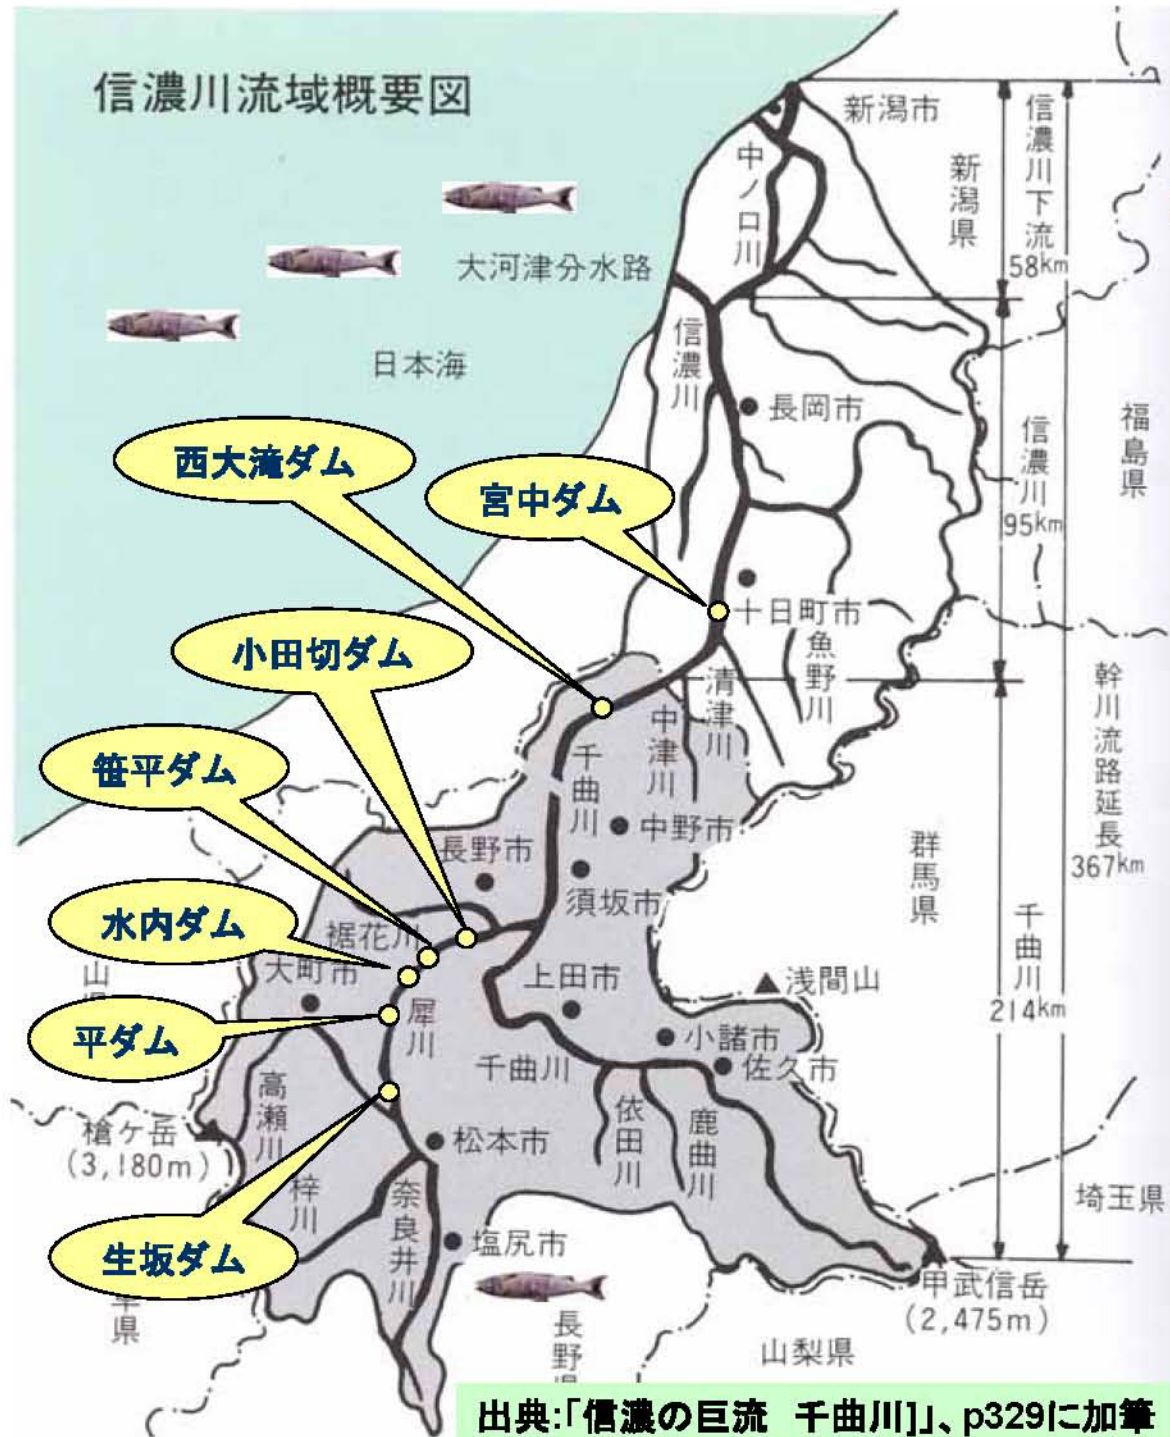 信濃川流域概要図
新潟市
中ノ口川
新潟県
信濃川下流
58km
大河津分水路
日本海
信濃川
長岡市
信濃川
95km
福島県
西大滝ダム
宮中ダム
十日町市
魚野川
清津川
中津川
小田切ダム
千曲川
中野市
幹川流路延長
367km
笹平ダム
長野市
須坂市
群馬県
水内ダム
裾花川
大町市
山県
犀川
上田市
浅間山
千曲川
214km
平ダム
小諸市
佐久市
千曲川
高瀬川
依田川
鹿曲川
槍ヶ岳
(3,180m)
松本市
梓川
奈良井川
埼玉県
生坂ダム
塩尻市
県
長野県
甲武信岳
(2,475m)
山梨県
出典:「信濃の巨流 千曲川]」、p329に加筆